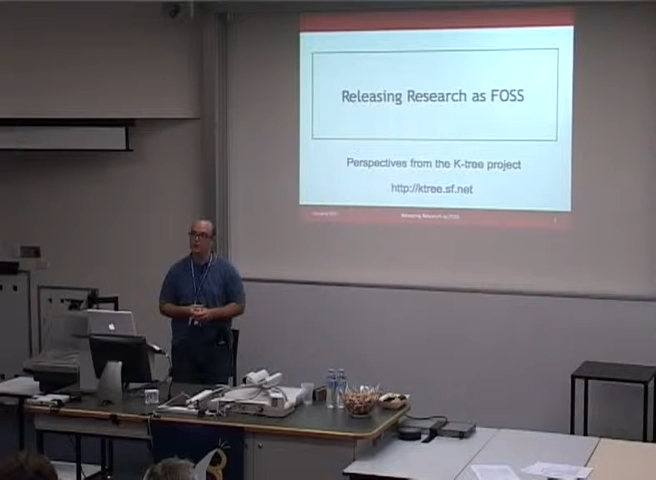 Releasing Research as FOSS
Perspectives from the K-tree project
http://ktree.sf.net
Releasing Research as FOSS